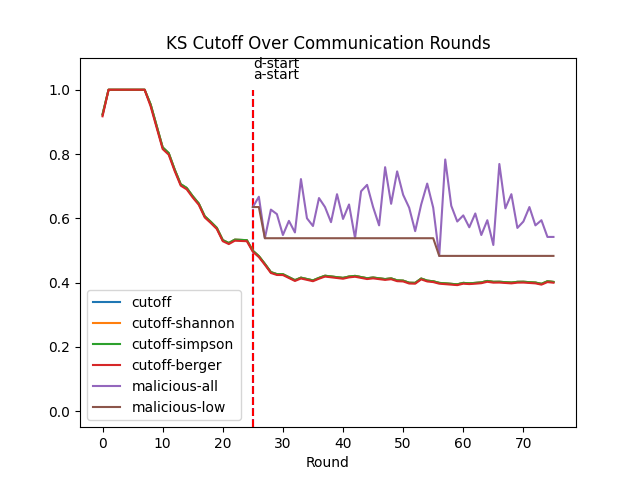 KS Cutoff Over Communication Rounds
d-start
a-start
1.0
0.8
0.6
0.4
0.2
0.0
cutoff
cutoff-shannon
cutoff-simpson
cutoff-berger
malicious-all
malicious-low
0 10 20 30 40 50 60 70
Round